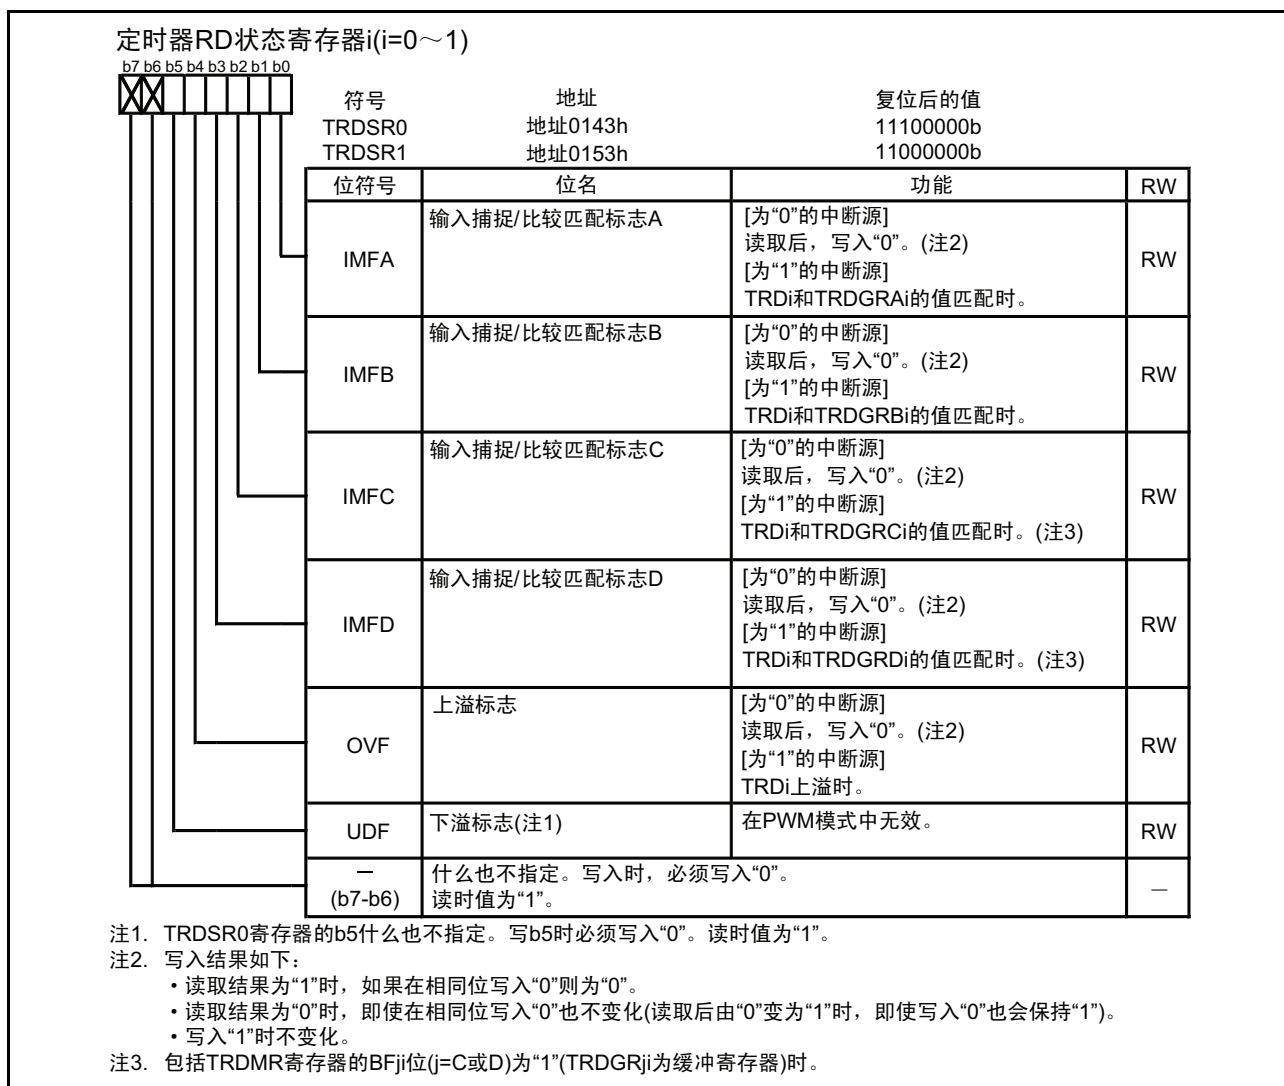 定时器RD状态寄存器i(i=0～1)
b7 b6 b5 b4 b3 b2 b1 b0
符号 地址 复位后的值
TRDSR0 地址0143h 11100000b
TRDSR1 地址0153h 11000000b
位符号 位名 功能 RW
IMFA 输入捕捉/比较匹配标志A [为“0”的中断源]
读取后，写入“0”。(注2)
[为“1”的中断源]
TRDi和TRDGRAi的值匹配时。 RW
IMFB 输入捕捉/比较匹配标志B [为“0”的中断源]
读取后，写入“0”。(注2)
[为“1”的中断源]
TRDi和TRDGRBi的值匹配时。 RW
IMFC 输入捕捉/比较匹配标志C [为“0”的中断源]
读取后，写入“0”。(注2)
[为“1”的中断源]
TRDi和TRDGRCi的值匹配时。(注3) RW
IMFD 输入捕捉/比较匹配标志D [为“0”的中断源]
读取后，写入“0”。(注2)
[为“1”的中断源]
TRDi和TRDGRDi的值匹配时。(注3) RW
OVF 上溢标志 [为“0”的中断源]
读取后，写入“0”。(注2)
[为“1”的中断源]
TRDi上溢时。 RW
UDF 下溢标志(注1) 在PWM模式中无效。 RW
— 什么也不指定。写入时，必须写入“0”。
(b7-b6) 读时值为“1”。 —
注1. TRDSR0寄存器的b5什么也不指定。写b5时必须写入“0”。读时值为“1”。
注2. 写入结果如下：
・读取结果为“1”时，如果在相同位写入“0”则为“0”。
・读取结果为“0”时，即使在相同位写入“0”也不变化(读取后由“0”变为“1”时，即使写入“0”也会保持“1”)。
・写入“1”时不变化。
注3. 包括TRDMR寄存器的BFji位(j=C或D)为“1”(TRDGRji为缓冲寄存器)时。